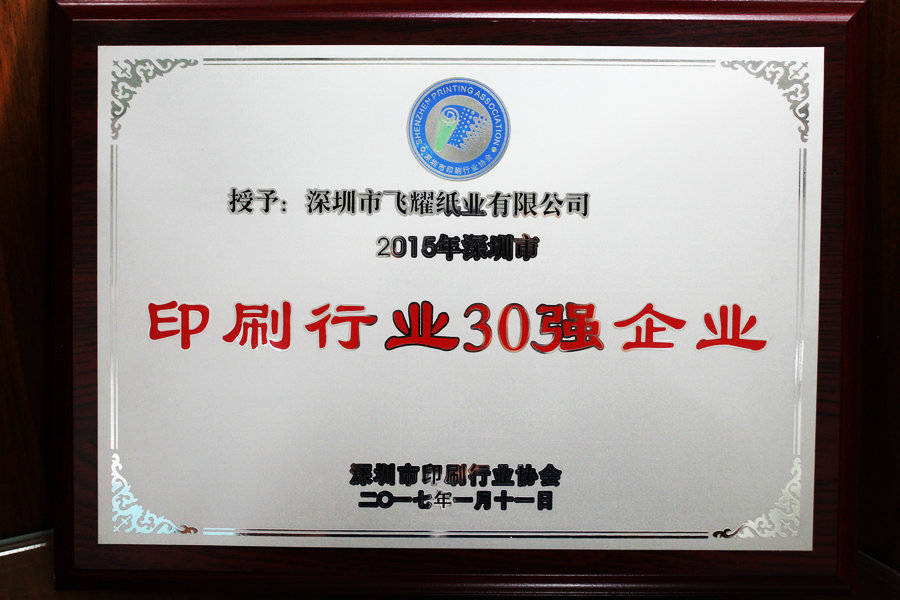 SHENZHEN PRINTING ASSOCIATION
深圳市印刷行业协会
授予：深圳市飞耀纸业有限公司
2015年深圳市
印刷行业30强企业
深圳市印刷行业协会
二〇一七年一月十一日